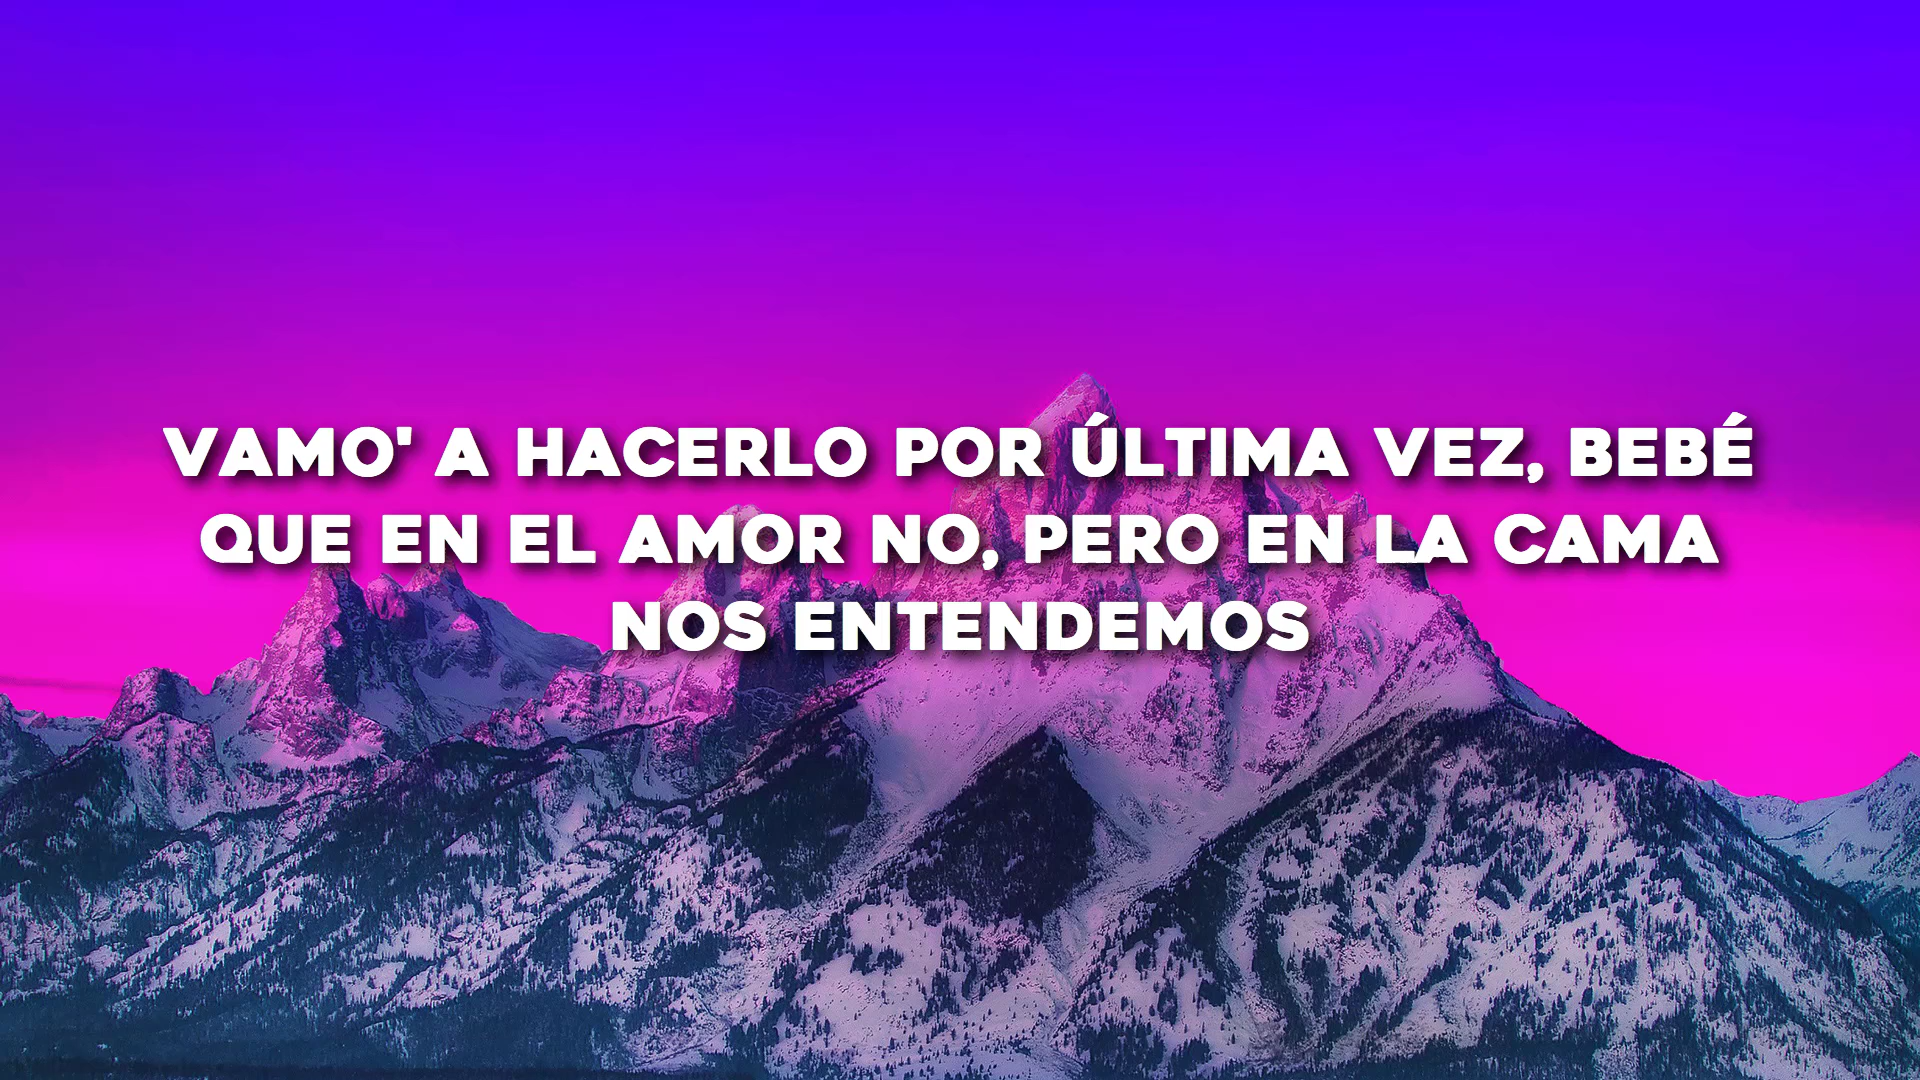 VAMO' A HACERLO POR ÚLTIMA VEZ, BEBÉ
QUE EN EL AMOR NO, PERO EN LA CAMA
NOS ENTENDEMOS